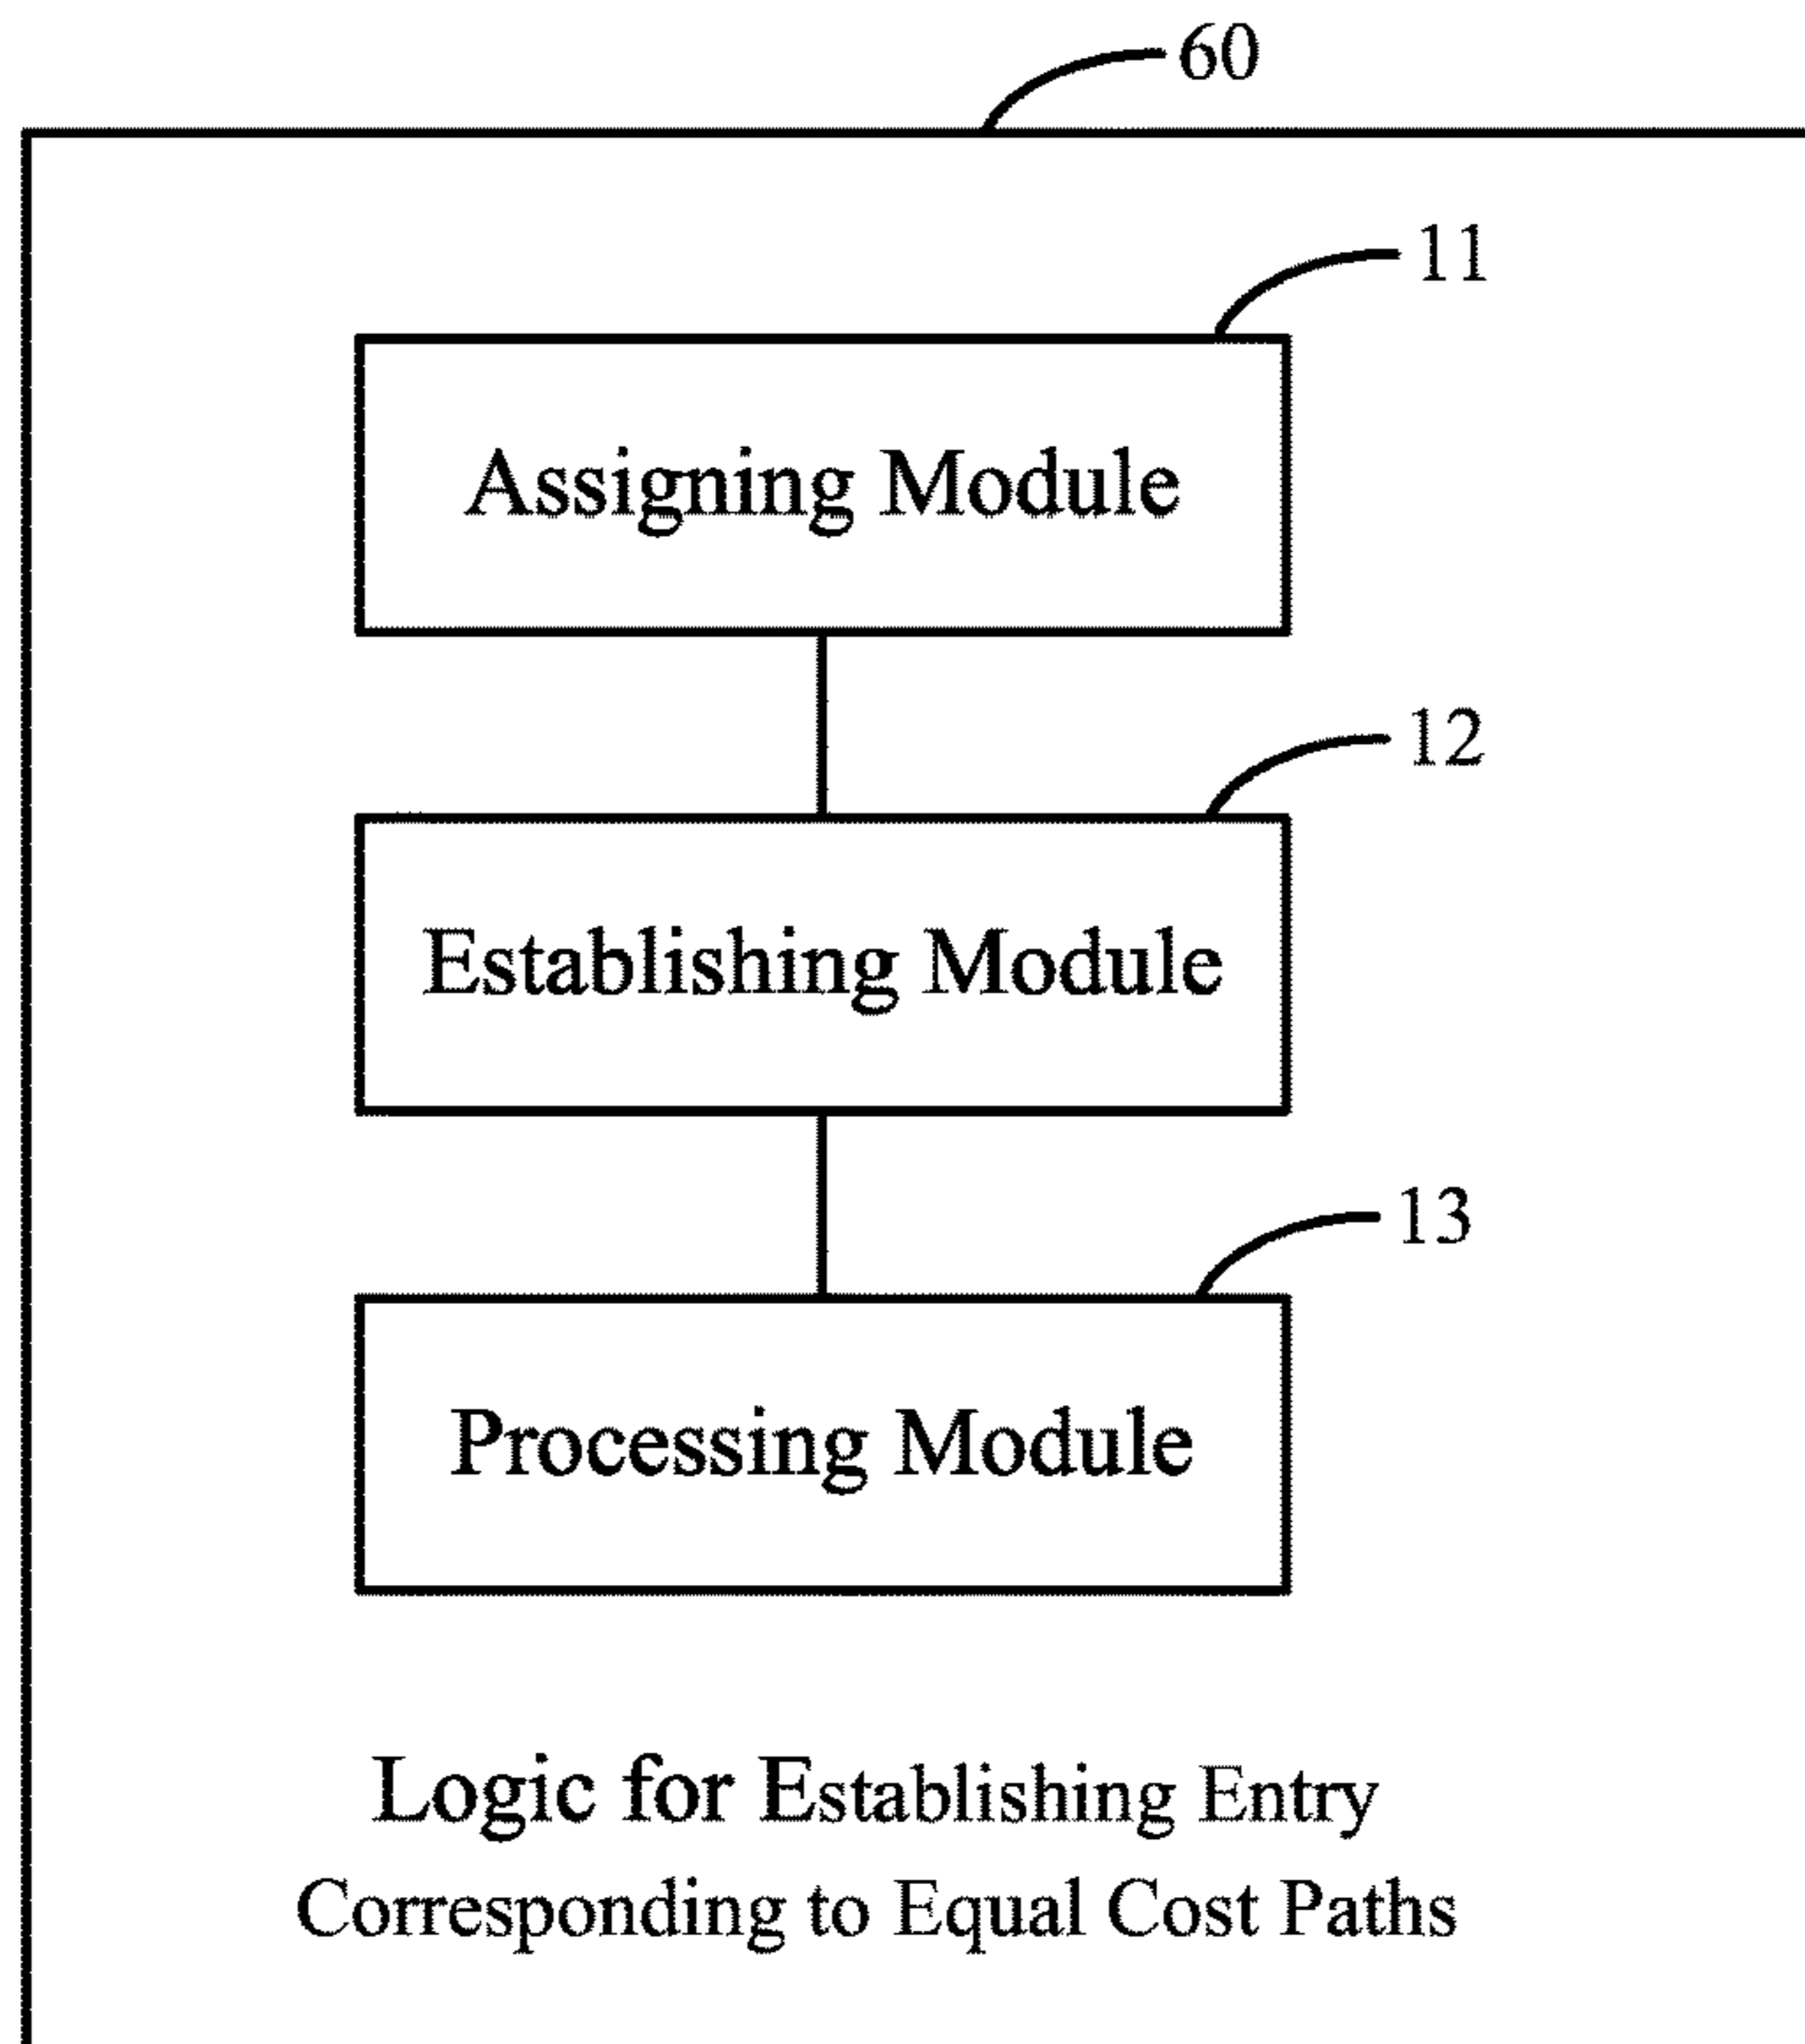 60
11
Assigning Module
12
Establishing Module
13
Processing Module
Logic for Establishing Entry
Corresponding to Equal Cost Paths